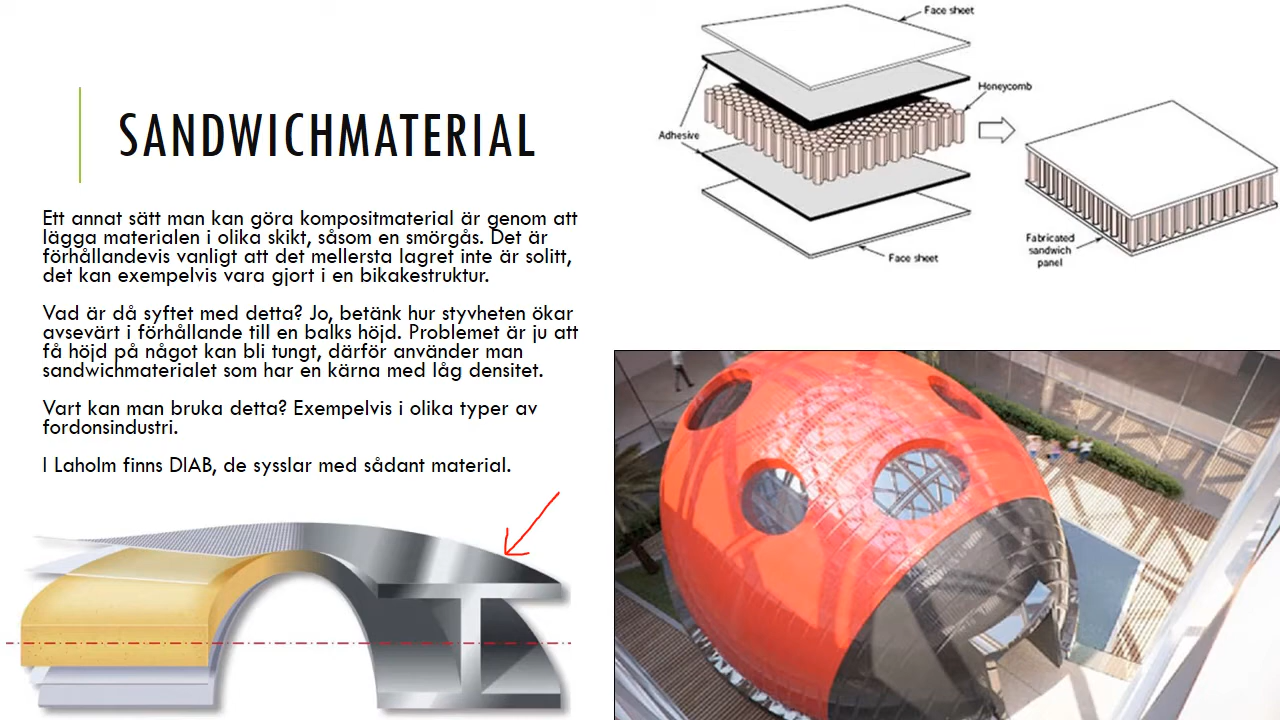 SANDWICHMATERIAL
Ett annat sätt man kan göra kompositmaterial är genom att
lägga materialen i olika skikt, såsom en smörgås. Det är
förhållandevis vanligt att det mellersta lagret inte är solitt,
det kan exempelvis vara gjort i en bikakestruktur.
Vad är då syftet med detta? Jo, betänk hur styvheten ökar
avsevärt i förhållande till en balks höjd. Problemet är ju att
få höjd på något kan bli tungt, därför använder man
sandwichmaterialet som har en kärna med låg densitet.
Vart kan man bruka detta? Exempelvis i olika typer av
fordonsindustri.
I Laholm finns DIAB, de sysslar med sådant material.
Face sheet
Honeycomb
Adhesive
Face sheet
Fabricated
sandwich
panel